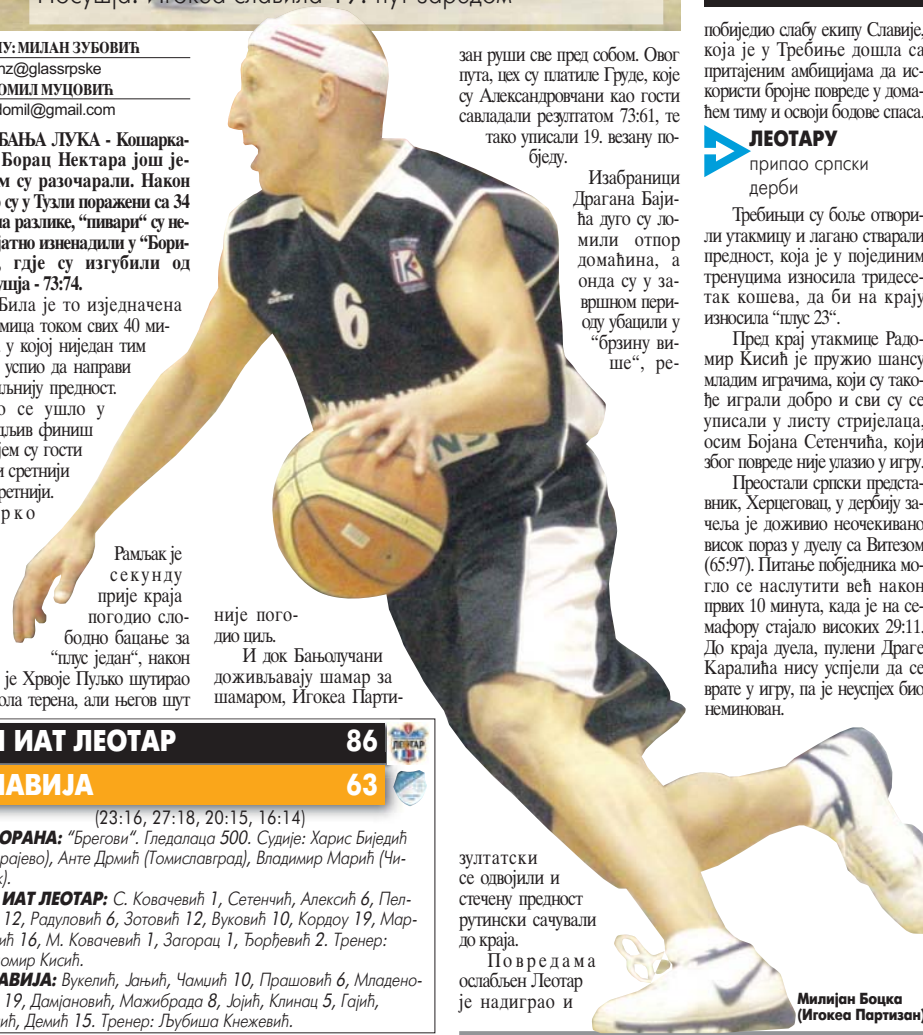 ПУ: МИЛАН ЗУБОВИЋ
nz@glassrpske
ОМИЛ МУЦОВИЋ
lomil@gmail.com
БАЊА ЛУКА - Кошарка-
Борац Нектара још је-
м су разочарали. Након
о су у Тузли поражени са 34
на разлике, “пивари“ су не-
јатно изненадили у “Бори-
, гдје су изгубили од
ушја - 73:74.
Била је то изједначена
мица током свих 40 ми-
у којој ниједан тим
успио да направи
љнију предност.
о се ушло у
дљив финиш
јем су гости
и сретнији
ретнији.
р к о
Рамљак је
секунду
прије краја
погодио сло-
бодно бацање за
“плус један“, након
је Хрвоје Пуљко шутирао
ола терена, али његов шут
није пого-
дио циљ.
И док Бањолучани
доживљавају шамар за
шамаром, Игокеа Парти-
зан руши све пред собом. Овог
пута, цех су платиле Груде, које
су Александровчани као гости
савладали резултатом 73:61, те
тако уписали 19. везану по-
бједу.
Изабраници
Драгана Баји-
ћа дуго су ло-
мили отпор
домаћина, а
онда су у за-
вршном пери-
оду убацили у
“брзину ви-
ше“, ре-
зултатски
се одвојили и
стечену предност
рутински сачували
до краја.
Повредама
ослабљен Леотар
је надиграо и
побиједио слабу екипу Славије,
која је у Требиње дошла са
притајеним амбицијама да ис-
користи бројне повреде у дома-
ћем тиму и освоји бодове спаса.
ЛЕОТАРУ
припао српски
дерби
Требињци су боље отвори-
ли утакмицу и лагано стварали
предност, која је у појединим
тренуцима износила тридесе-
так кошева, да би на крају
износила “плус 23“.
Пред крај утакмице Радо-
мир Кисић је пружио шансу
младим играчима, који су тако-
ђе играли добро и сви су се
уписали у листу стријелаца,
осим Бојана Сетенчића, који
због повреде није улазио у игру.
Преостали српски предста-
вник, Херцеговац, у дербију за-
чеља је доживио неочекивано
висок пораз у дуелу са Витезом
(65:97). Питање побједника мо-
гло се наслутити већ након
првих 10 минута, када је на се-
мафору стајало високих 29:11.
До краја дуела, пулени Драге
Каралића нису успјели да се
врате у игру, па је неуспјех био
неминован.
ИАТ ЛЕОТАР 86
ЛАВИЈА 63
(23:16, 27:18, 20:15, 16:14)
ОРАНА: “Брегови“. Гледалаца 500. Судије: Харис Биједић
рајево), Анте Дрмић (Томиславград), Владимир Марић (Чи-
к).
ИАТ ЛЕОТАР: С. Ковачевић 1, Сетенчић, Алексић 6, Пел-
12, Радуловић 6, Зотовић 12, Вуковић 10, Кордоу 19, Мар-
ић 16, М. Ковачевић 1, Загорац 1, Ђорђевић 2. Тренер:
омир Кисић.
АВИЈА: Вукелић, Јањић, Чамшић 10, Прашовић 6, Младено-
19, Дамјановић, Мажибрада 8, Јојић, Клинац 5, Гајић,
ић, Демић 15. Тренер: Љубиша Кнежевић.
6
Милијан Боцка
(Игокеа Партизан)